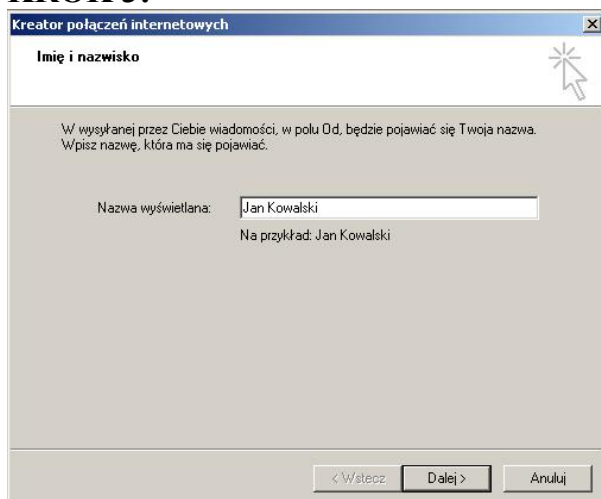 Kreator połączeń internetowych
Imię i nazwisko
W wysyłanej przez Ciebie wiadomości, w polu Od, będzie pojawiać się Twoja nazwa.
Wpisz nazwę, która ma się pojawiać.
Nazwa wyświetlana: Jan Kowalski
Na przykład: Jan Kowalski
< Wstecz Dalej > Anuluj